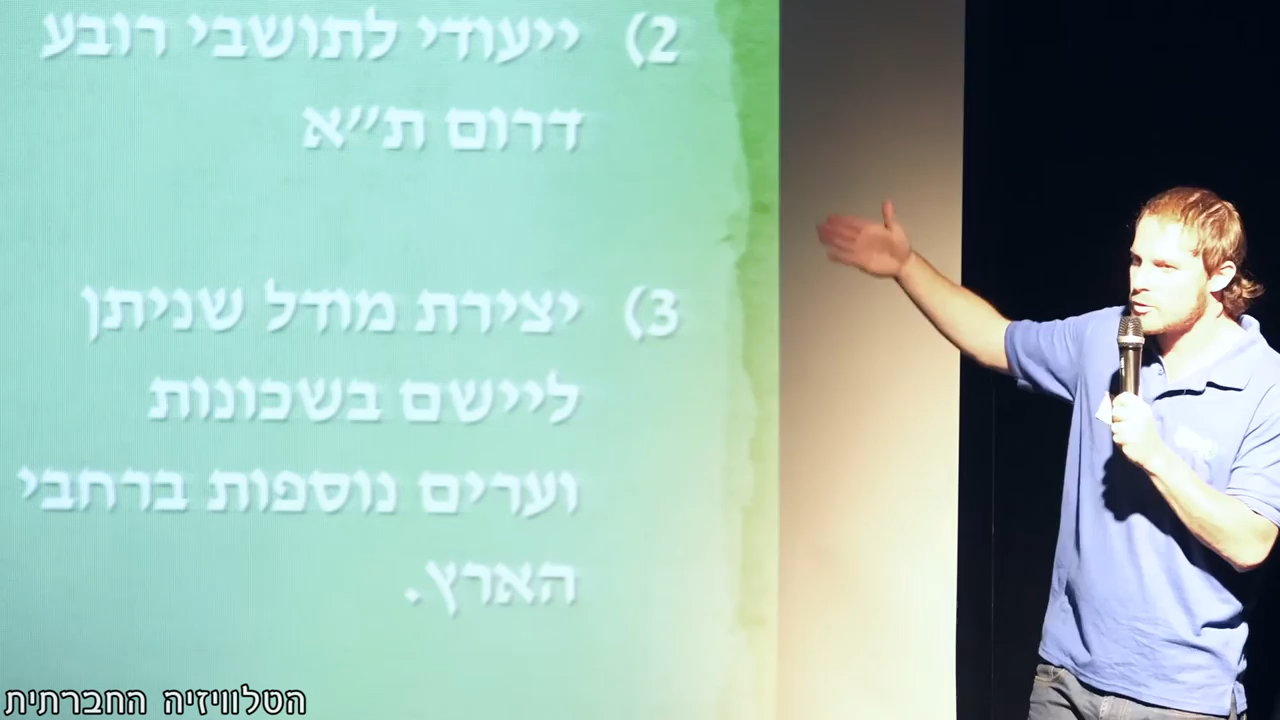 2) ייעודי לתושבי רובע
דרום ת״א
3) יצירת מודל שניתן
ליישם בשכונות
וערים נוספות ברחבי
הארץ.
הטלוויזיה החברתית